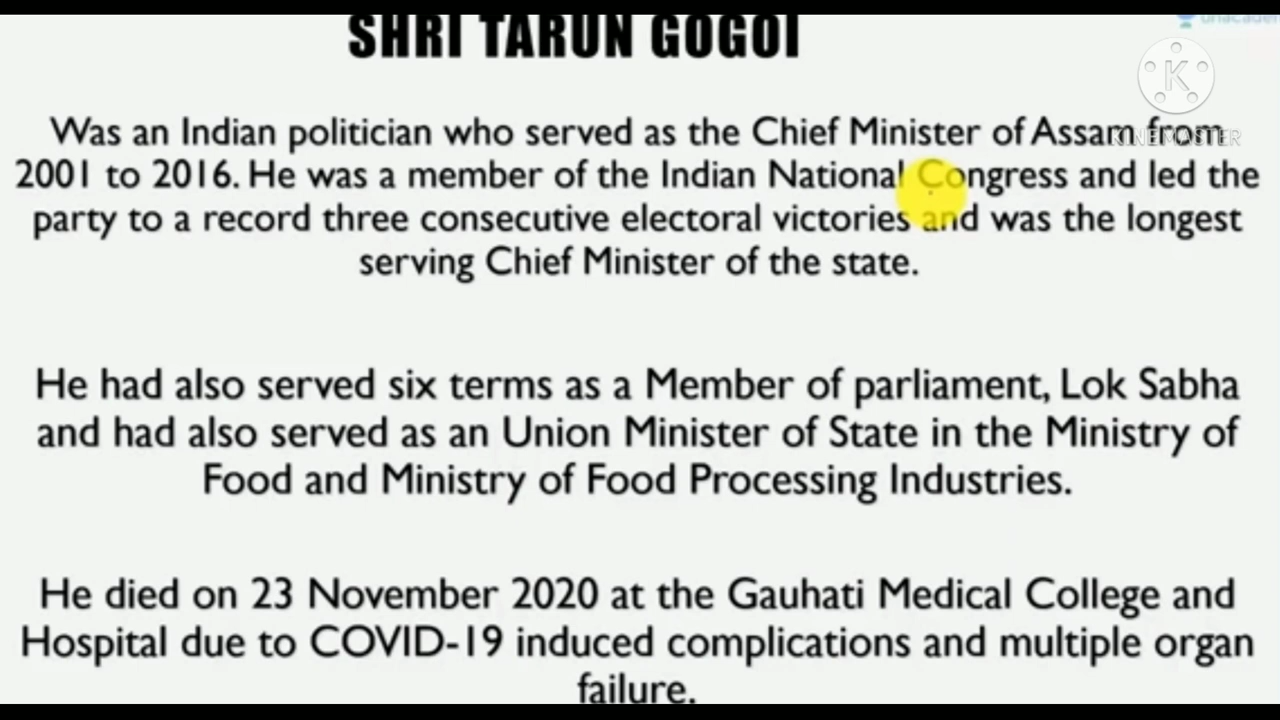 unacademy
SHRI TARUN GOGOI
K
KINEMASTER
Was an Indian politician who served as the Chief Minister of Assam from
2001 to 2016. He was a member of the Indian National Congress and led the
party to a record three consecutive electoral victories and was the longest
serving Chief Minister of the state.
He had also served six terms as a Member of parliament, Lok Sabha
and had also served as an Union Minister of State in the Ministry of
Food and Ministry of Food Processing Industries.
He died on 23 November 2020 at the Gauhati Medical College and
Hospital due to COVID-19 induced complications and multiple organ
failure.